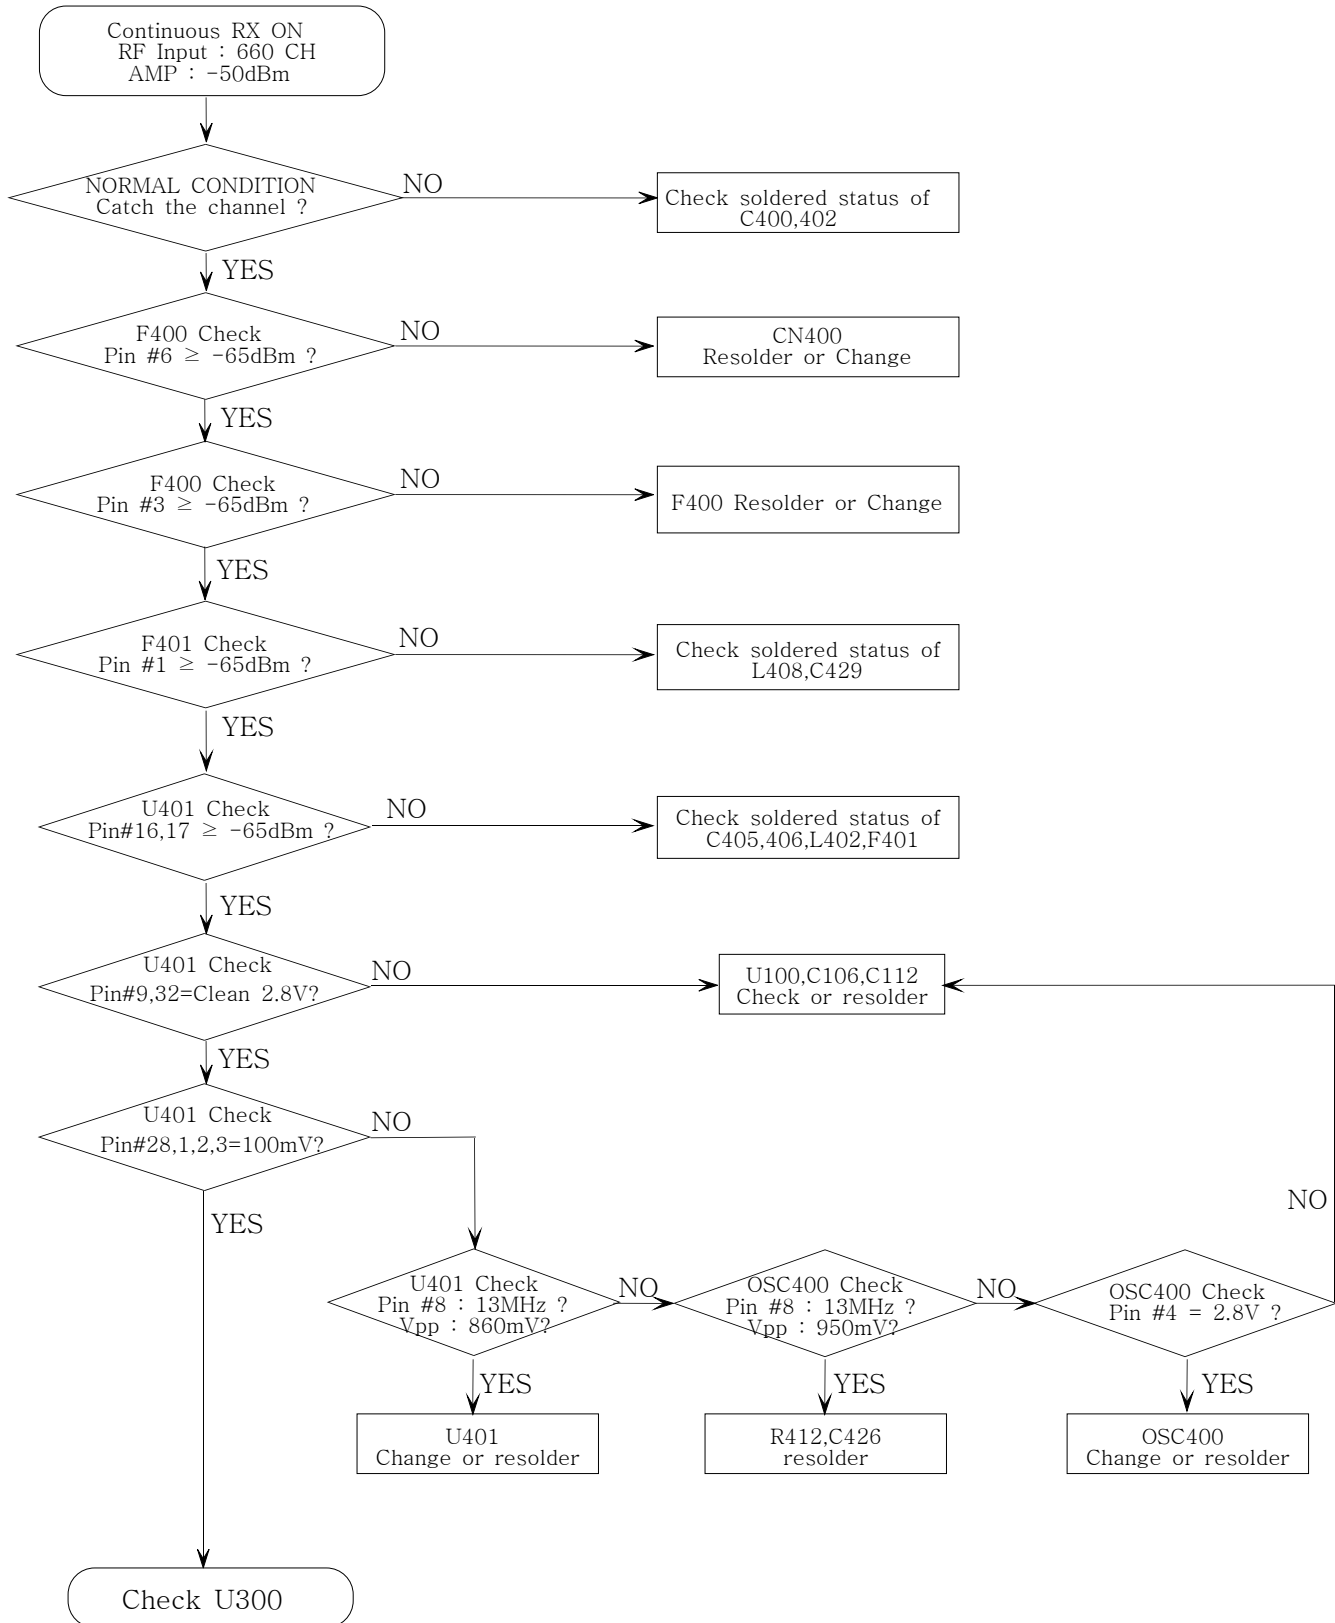 Continuous RX ON
RF Input : 660 CH
AMP : -50dBm
NORMAL CONDITION
Catch the channel ?
NO
Check soldered status of
C400,402
YES
F400 Check
Pin #6 ≥ -65dBm ?
NO
CN400
Resolder or Change
YES
F400 Check
Pin #3 ≥ -65dBm ?
NO
F400 Resolder or Change
YES
F401 Check
Pin #1 ≥ -65dBm ?
NO
Check soldered status of
L408,C429
YES
U401 Check
Pin#16,17 ≥ -65dBm ?
NO
Check soldered status of
C405,406,L402,F401
YES
U401 Check
Pin#9,32=Clean 2.8V?
NO
U100,C106,C112
Check or resolder
YES
U401 Check
Pin#28,1,2,3=100mV?
NO
YES
U401 Check
Pin #8 : 13MHz ?
Vpp : 860mV?
NO
OSC400 Check
Pin #8 : 13MHz ?
Vpp : 950mV?
NO
OSC400 Check
Pin #4 = 2.8V ?
NO
YES
U401
Change or resolder
YES
R412,C426
resolder
YES
OSC400
Change or resolder
Check U300